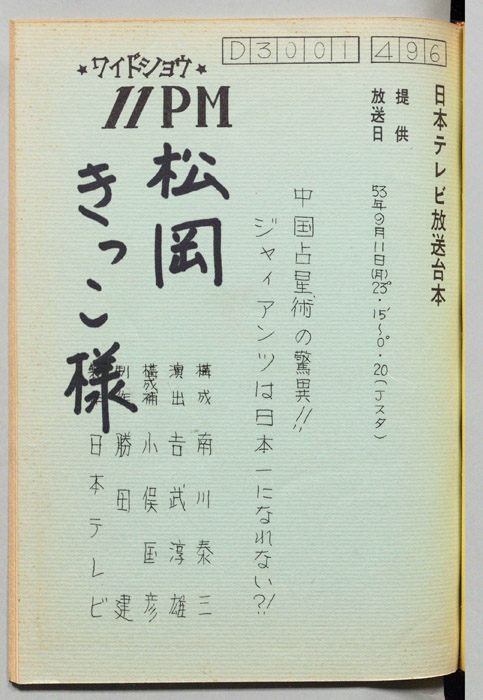 D3001 496
日本テレビ放送台本
提供
放送日 53年9月11日(月)23°・15′〜0°・20(Jスタ)
中国占星術の驚異!!
ジャイアンツは日本一になれない?!
★ワイドショウ★
11PM
松岡
きっこ様
構成 南川泰三
演出 吉武淳雄
構成補 小俣国彦
制作 勝田建
日本テレビ